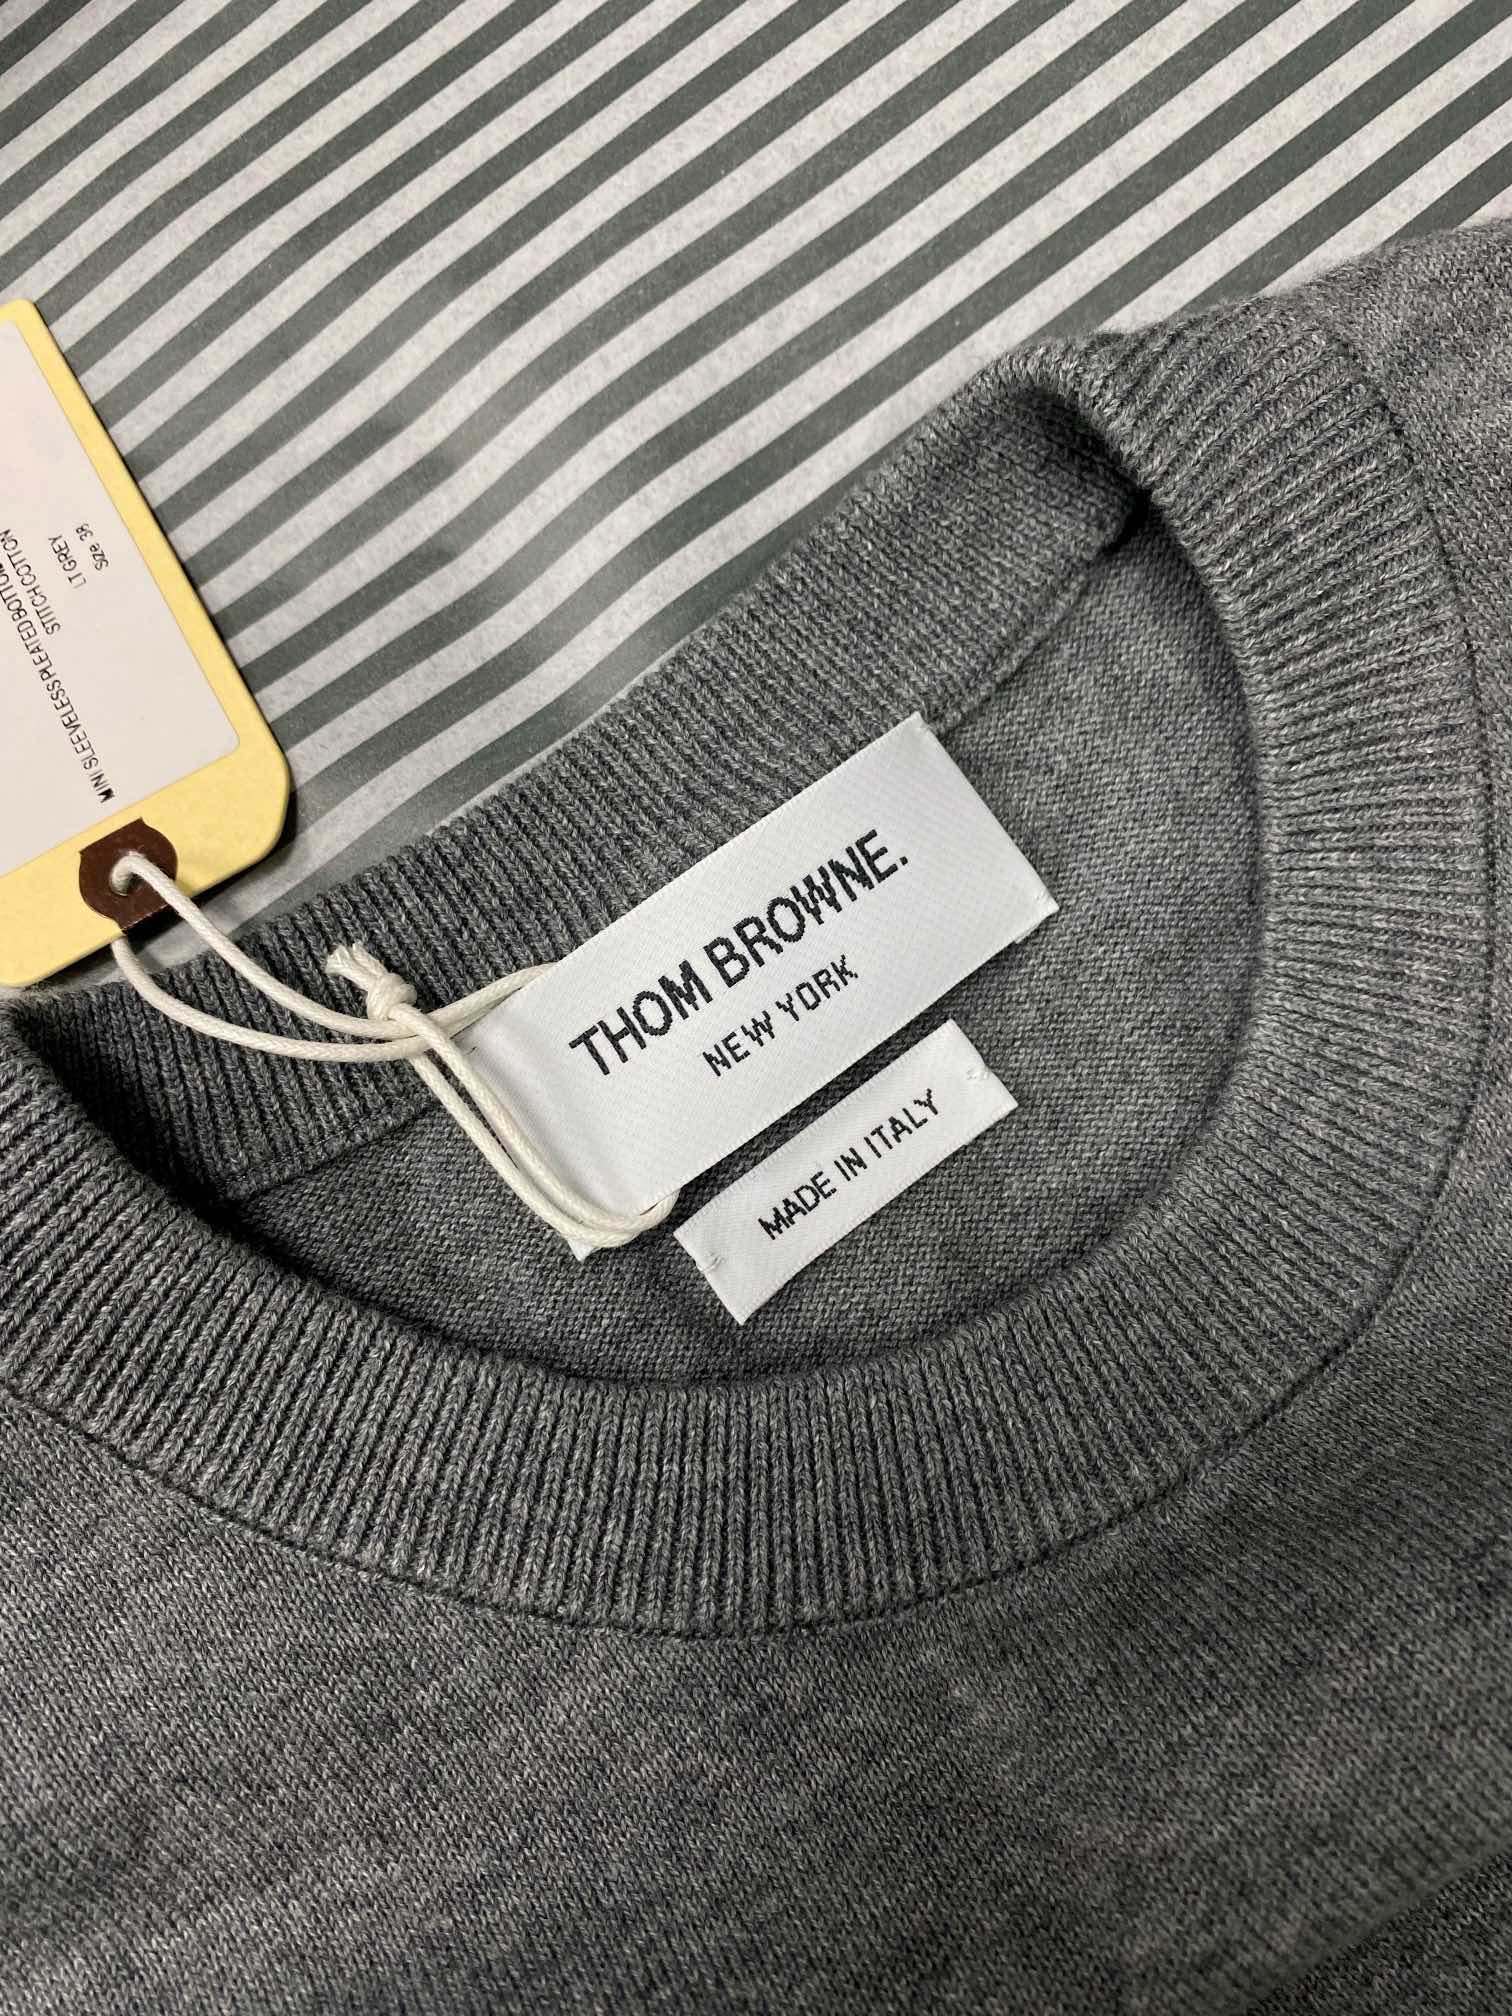 MINI SLEEVELESS PLEATED BOTTOM
STITCH COTTON
LT GREY
Size 38
THOM BROWNE.
NEW YORK
MADE IN ITALY